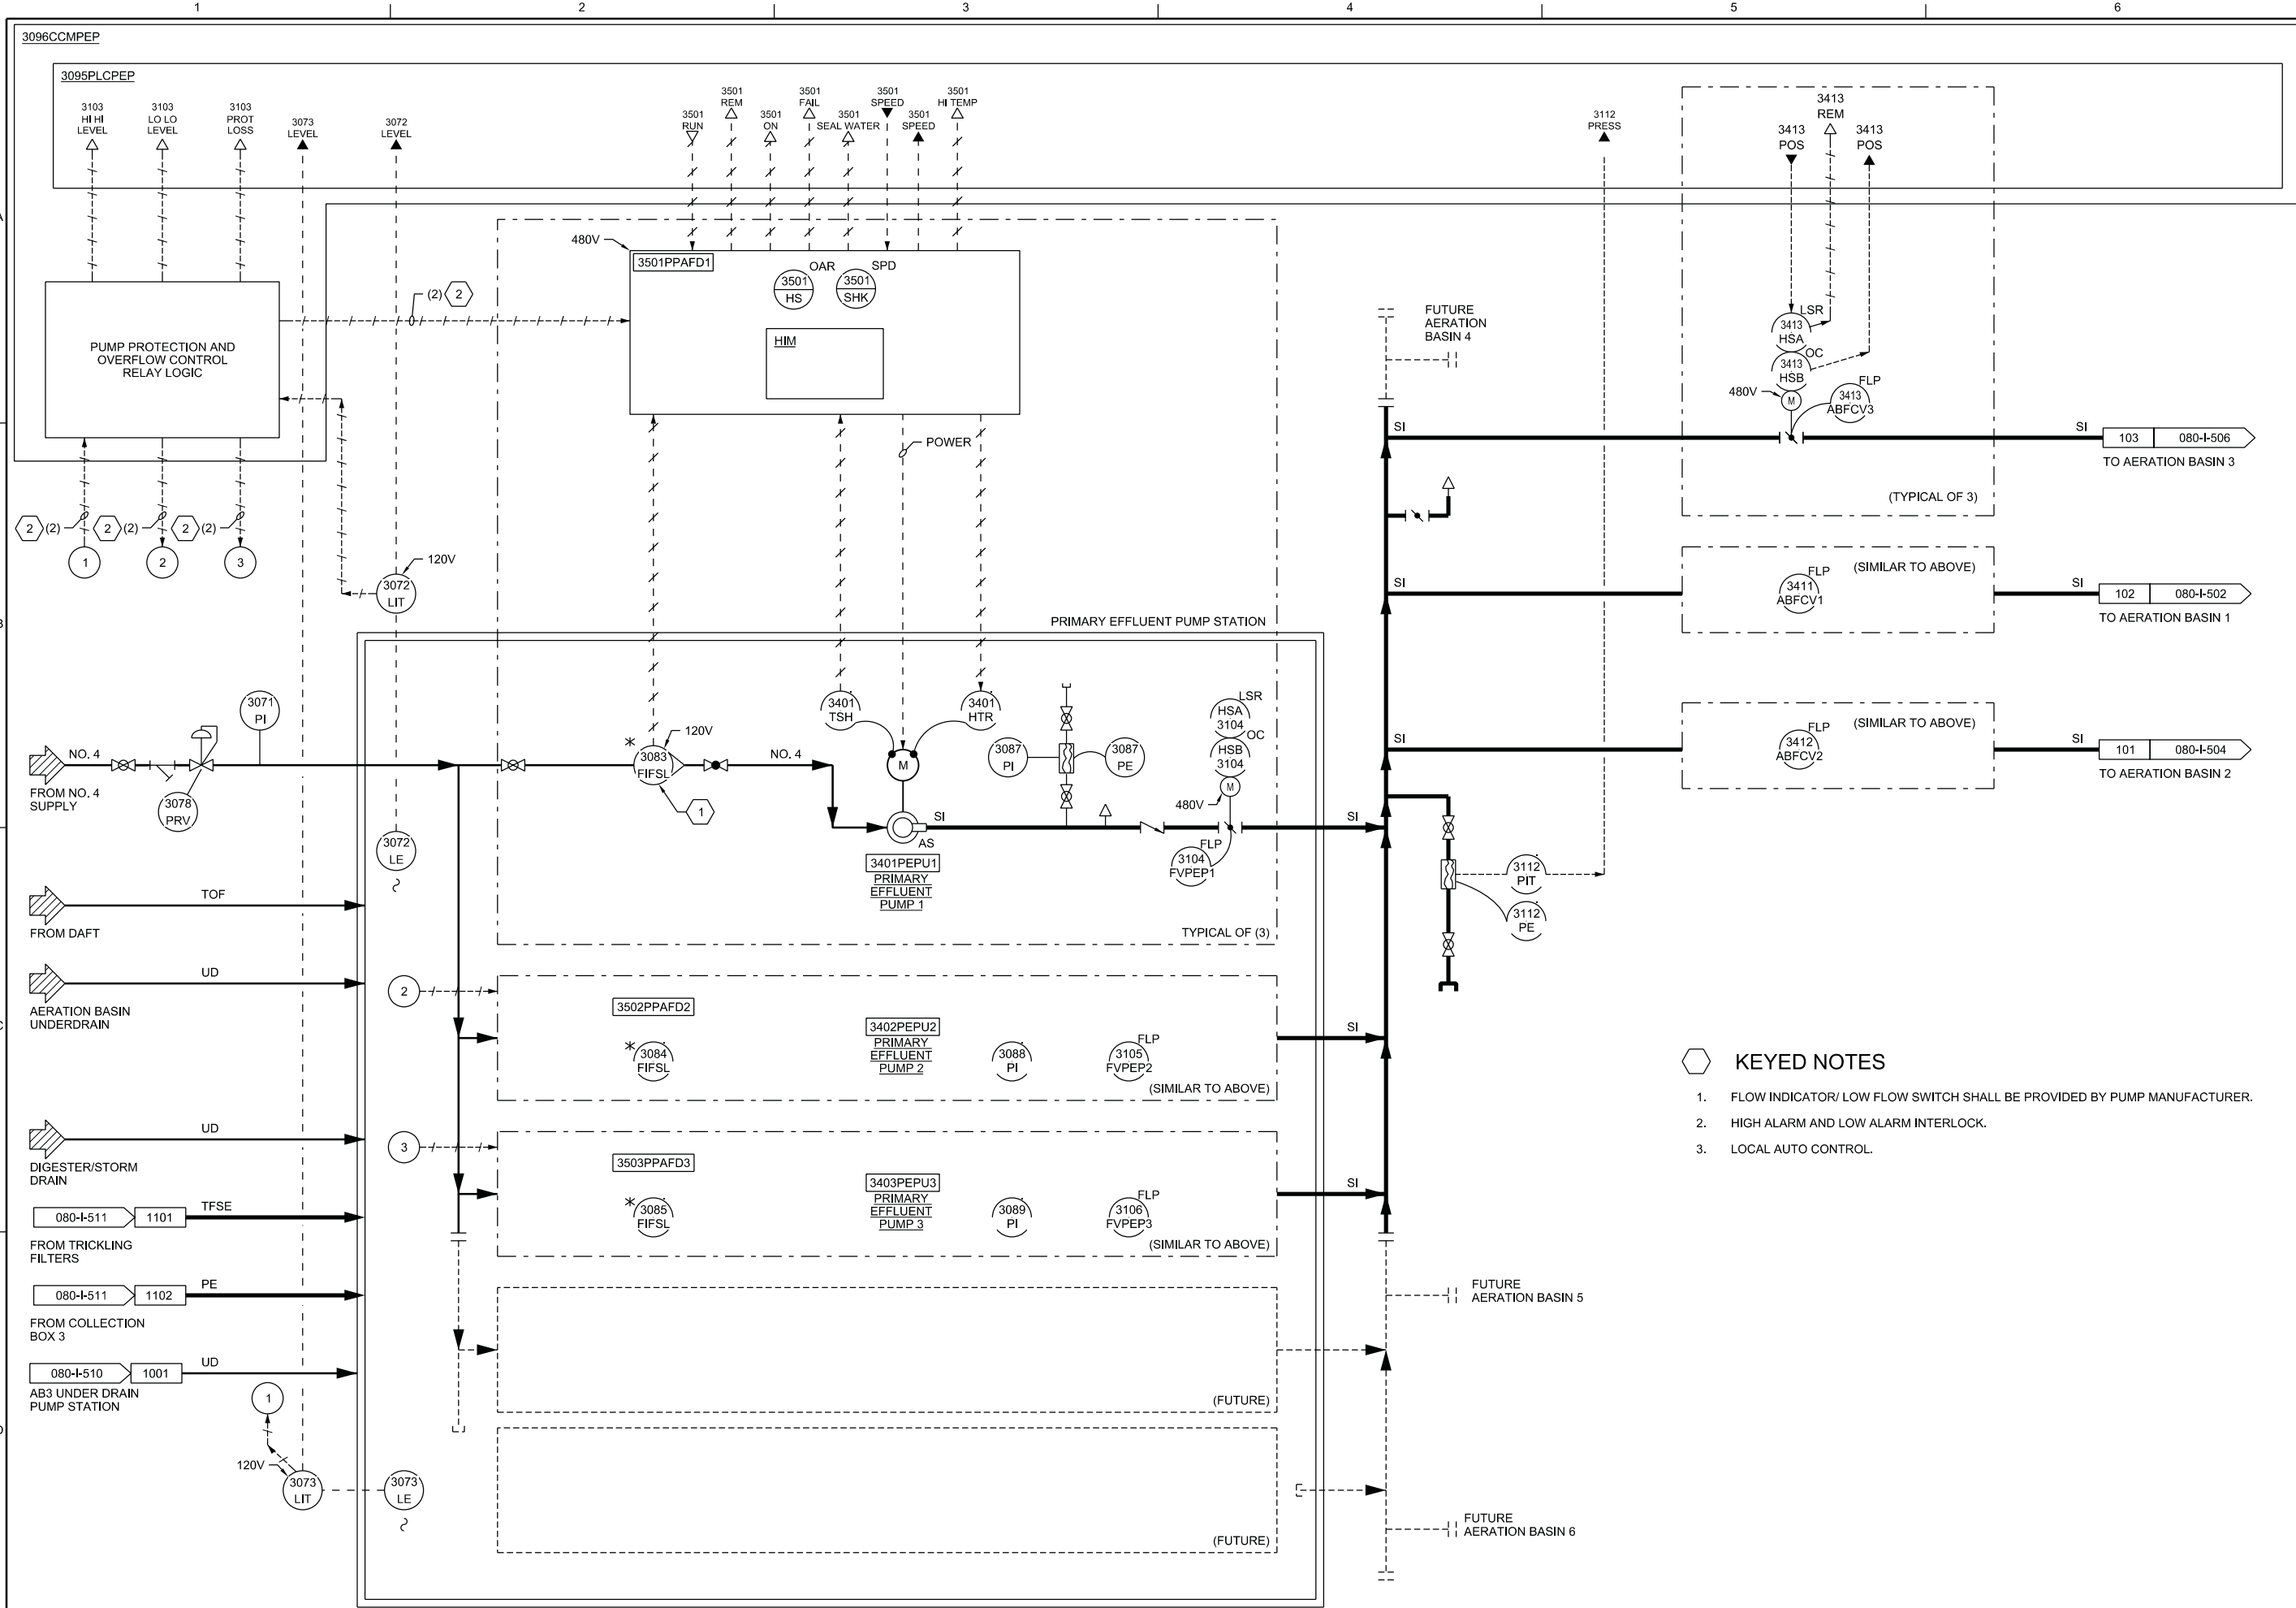 1 2 3 4 5 6
3096CCMPEP
3095PLCPEP
3103
HI HI
LEVEL
3103
LO LO
LEVEL
3103
PROT
LOSS
3073
LEVEL
3072
LEVEL
3501
RUN
3501
REM
3501
ON
3501
FAIL
3501
SEAL WATER
3501
SPEED
3501
SPEED
3501
HI TEMP
3112
PRESS
3413
POS
3413
REM
3413
POS
A
480V
3501PPAFD1
OAR
3501
HS
SPD
3501
SHK
HIM
(2) 2
PUMP PROTECTION AND
OVERFLOW CONTROL
RELAY LOGIC
2 (2)
2 (2)
2 (2)
1
2
3
POWER
FUTURE
AERATION
BASIN 4
LSR
3413
HSA
OC
3413
HSB
480V
M
FLP
3413
ABFCV3
SI
SI
103 080-I-506
TO AERATION BASIN 3
(TYPICAL OF 3)
120V
3072
LIT
SI
FLP
3411
ABFCV1
(SIMILAR TO ABOVE)
SI
102 080-I-502
TO AERATION BASIN 1
B
PRIMARY EFFLUENT PUMP STATION
SI
FLP
3412
ABFCV2
(SIMILAR TO ABOVE)
SI
101 080-I-504
TO AERATION BASIN 2
3071
PI
NO. 4
FROM NO. 4
SUPPLY
3078
PRV
120V
3083
FIFSL
1
NO. 4
3401
TSH
3401
HTR
M
3087
PI
3087
PE
LSR
HSA
3104
OC
HSB
3104
480V
M
SI
SI
AS
FLP
3104
FVPEP1
3401PEPU1
PRIMARY
EFFLUENT
PUMP 1
TYPICAL OF (3)
3072
LE
3112
PIT
3112
PE
TOF
FROM DAFT
UD
AERATION BASIN
UNDERDRAIN
C
2
3502PPAFD2
3084
FIFSL
3402PEPU2
PRIMARY
EFFLUENT
PUMP 2
3088
PI
FLP
3105
FVPEP2
(SIMILAR TO ABOVE)
SI
KEYED NOTES
1. FLOW INDICATOR/ LOW FLOW SWITCH SHALL BE PROVIDED BY PUMP MANUFACTURER.
2. HIGH ALARM AND LOW ALARM INTERLOCK.
3. LOCAL AUTO CONTROL.
UD
DIGESTER/STORM
DRAIN
3
3503PPAFD3
3085
FIFSL
3403PEPU3
PRIMARY
EFFLUENT
PUMP 3
3089
PI
FLP
3106
FVPEP3
(SIMILAR TO ABOVE)
SI
080-I-511 1101
TFSE
FROM TRICKLING
FILTERS
080-I-511 1102
PE
FROM COLLECTION
BOX 3
FUTURE
AERATION BASIN 5
080-I-510 1001
UD
AB3 UNDER DRAIN
PUMP STATION
(FUTURE)
1
D
120V
3073
LIT
3073
LE
(FUTURE)
FUTURE
AERATION BASIN 6